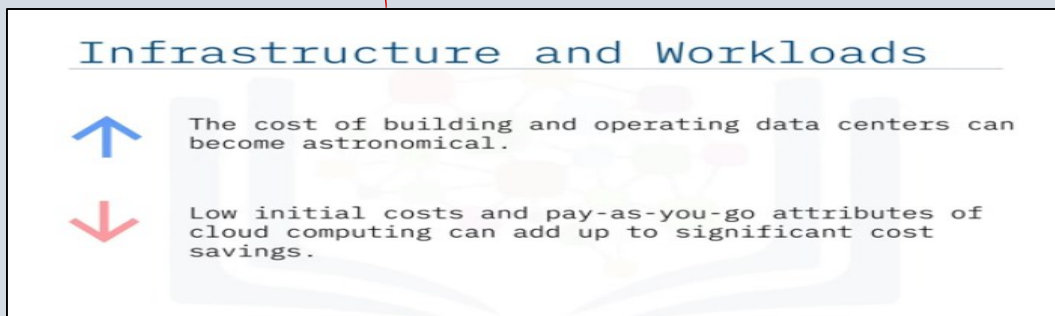 Infrastructure and Workloads
The cost of building and operating data centers can
become astronomical.
Low initial costs and pay-as-you-go attributes of
cloud computing can add up to significant cost
savings.